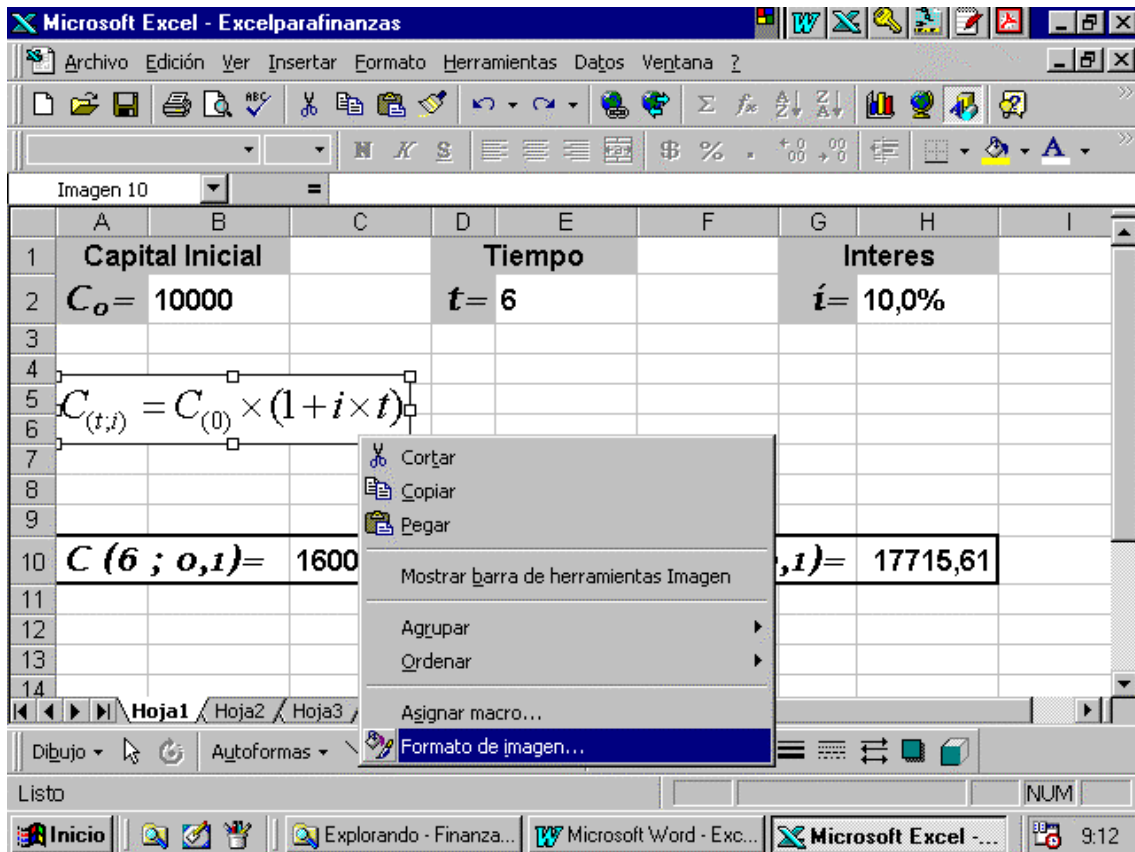 Microsoft Excel - Excelparafinanzas
Archivo Edición Ver Insertar Formato Herramientas Datos Ventana ?
N K S $ %
Imagen 10 =
A B C D E F G H I
1 Capital Inicial Tiempo Interes
2 Co= 10000 t= 6 í= 10,0%
3
4
5 C(t;i) = C(0) × (1 + i × t)
6
7
8
9
10 C (6 ; 0,1)= 1600 ,1)= 17715,61
11
12
13
14
Cortar
Copiar
Pegar
Mostrar barra de herramientas Imagen
Agrupar
Ordenar
Asignar macro...
Formato de imagen...
Hoja1 Hoja2 Hoja3
Dibujo Autoformas
Listo NUM
Inicio Explorando - Finanza... Microsoft Word - Exc... Microsoft Excel -... 9:12